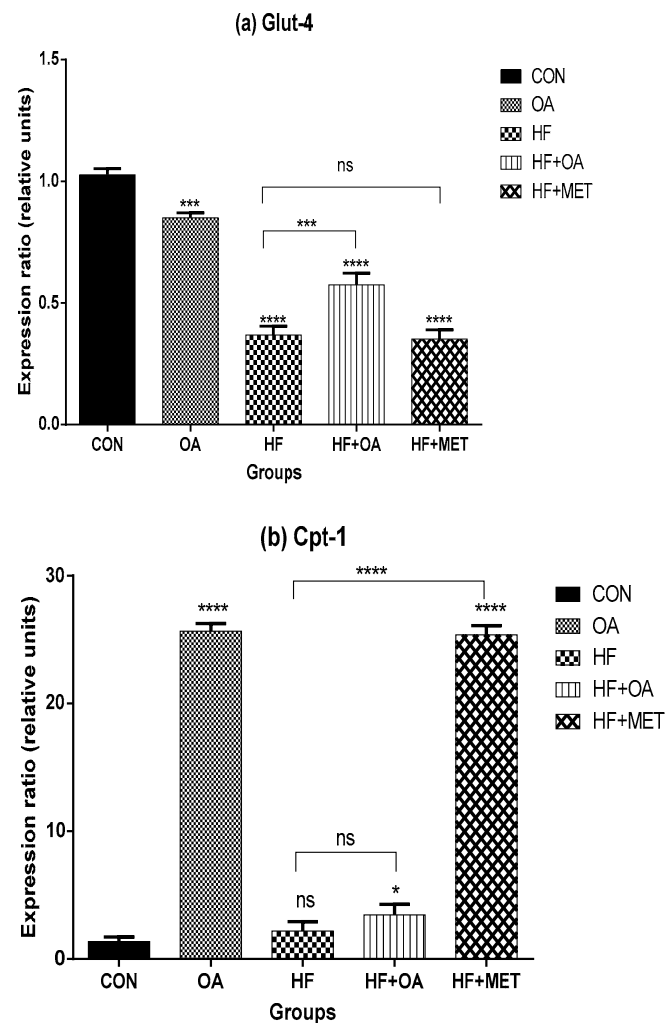 (a) Glut-4
Expression ratio (relative units)
1.5
1.0
0.5
0.0
***
****
****
****
***
ns
CON
OA
HF
HF+OA
HF+MET
Groups
CON
OA
HF
HF+OA
HF+MET
(b) Cpt-1
Expression ratio (relative units)
30
20
10
0
****
ns
*
****
ns
****
CON
OA
HF
HF+OA
HF+MET
Groups
CON
OA
HF
HF+OA
HF+MET